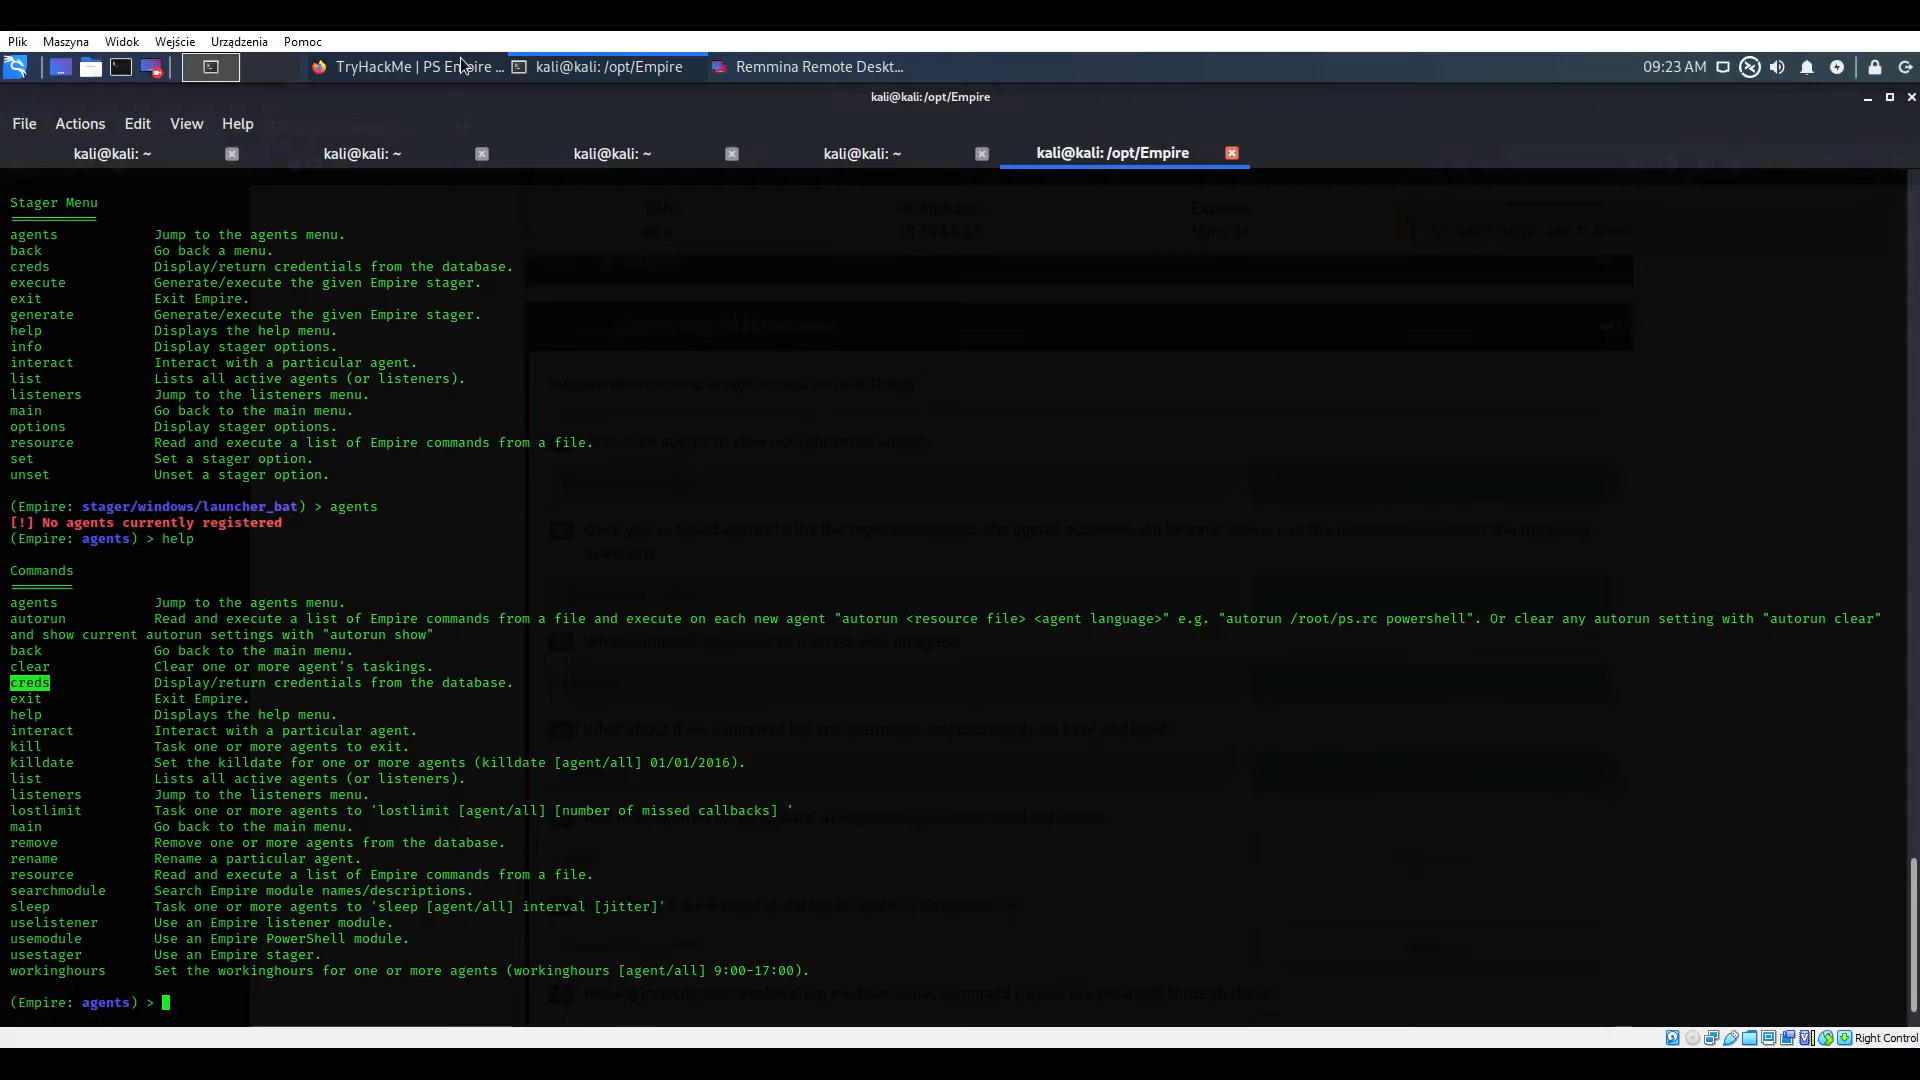 Plik Maszyna Widok Wejście Urządzenia Pomoc
TryHackMe | PS Empire ... kali@kali: /opt/Empire Remmina Remote Deskt... 09:23 AM
kali@kali: /opt/Empire
File Actions Edit View Help
kali@kali: ~ kali@kali: ~ kali@kali: ~ kali@kali: ~ kali@kali: /opt/Empire
Stager Menu
===========
agents Jump to the agents menu.
back Go back a menu.
creds Display/return credentials from the database.
execute Generate/execute the given Empire stager.
exit Exit Empire.
generate Generate/execute the given Empire stager.
help Displays the help menu.
info Display stager options.
interact Interact with a particular agent.
list Lists all active agents (or listeners).
listeners Jump to the listeners menu.
main Go back to the main menu.
options Display stager options.
resource Read and execute a list of Empire commands from a file.
set Set a stager option.
unset Unset a stager option.
(Empire: stager/windows/launcher_bat) > agents
[!] No agents currently registered
(Empire: agents) > help
Commands
========
agents Jump to the agents menu.
autorun Read and execute a list of Empire commands from a file and execute on each new agent "autorun <resource file> <agent language>" e.g. "autorun /root/ps.rc powershell". Or clear any autorun setting with "autorun clear"
and show current autorun settings with "autorun show"
back Go back to the main menu.
clear Clear one or more agent's taskings.
creds Display/return credentials from the database.
exit Exit Empire.
help Displays the help menu.
interact Interact with a particular agent.
kill Task one or more agents to exit.
killdate Set the killdate for one or more agents (killdate [agent/all] 01/01/2016).
list Lists all active agents (or listeners).
listeners Jump to the listeners menu.
lostlimit Task one or more agents to 'lostlimit [agent/all] [number of missed callbacks] '
main Go back to the main menu.
remove Remove one or more agents from the database.
rename Rename a particular agent.
resource Read and execute a list of Empire commands from a file.
searchmodule Search Empire module names/descriptions.
sleep Task one or more agents to 'sleep [agent/all] interval [jitter]'
uselistener Use an Empire listener module.
usemodule Use an Empire PowerShell module.
usestager Use an Empire stager.
workinghours Set the workinghours for one or more agents (workinghours [agent/all] 9:00-17:00).
(Empire: agents) >
Right Control